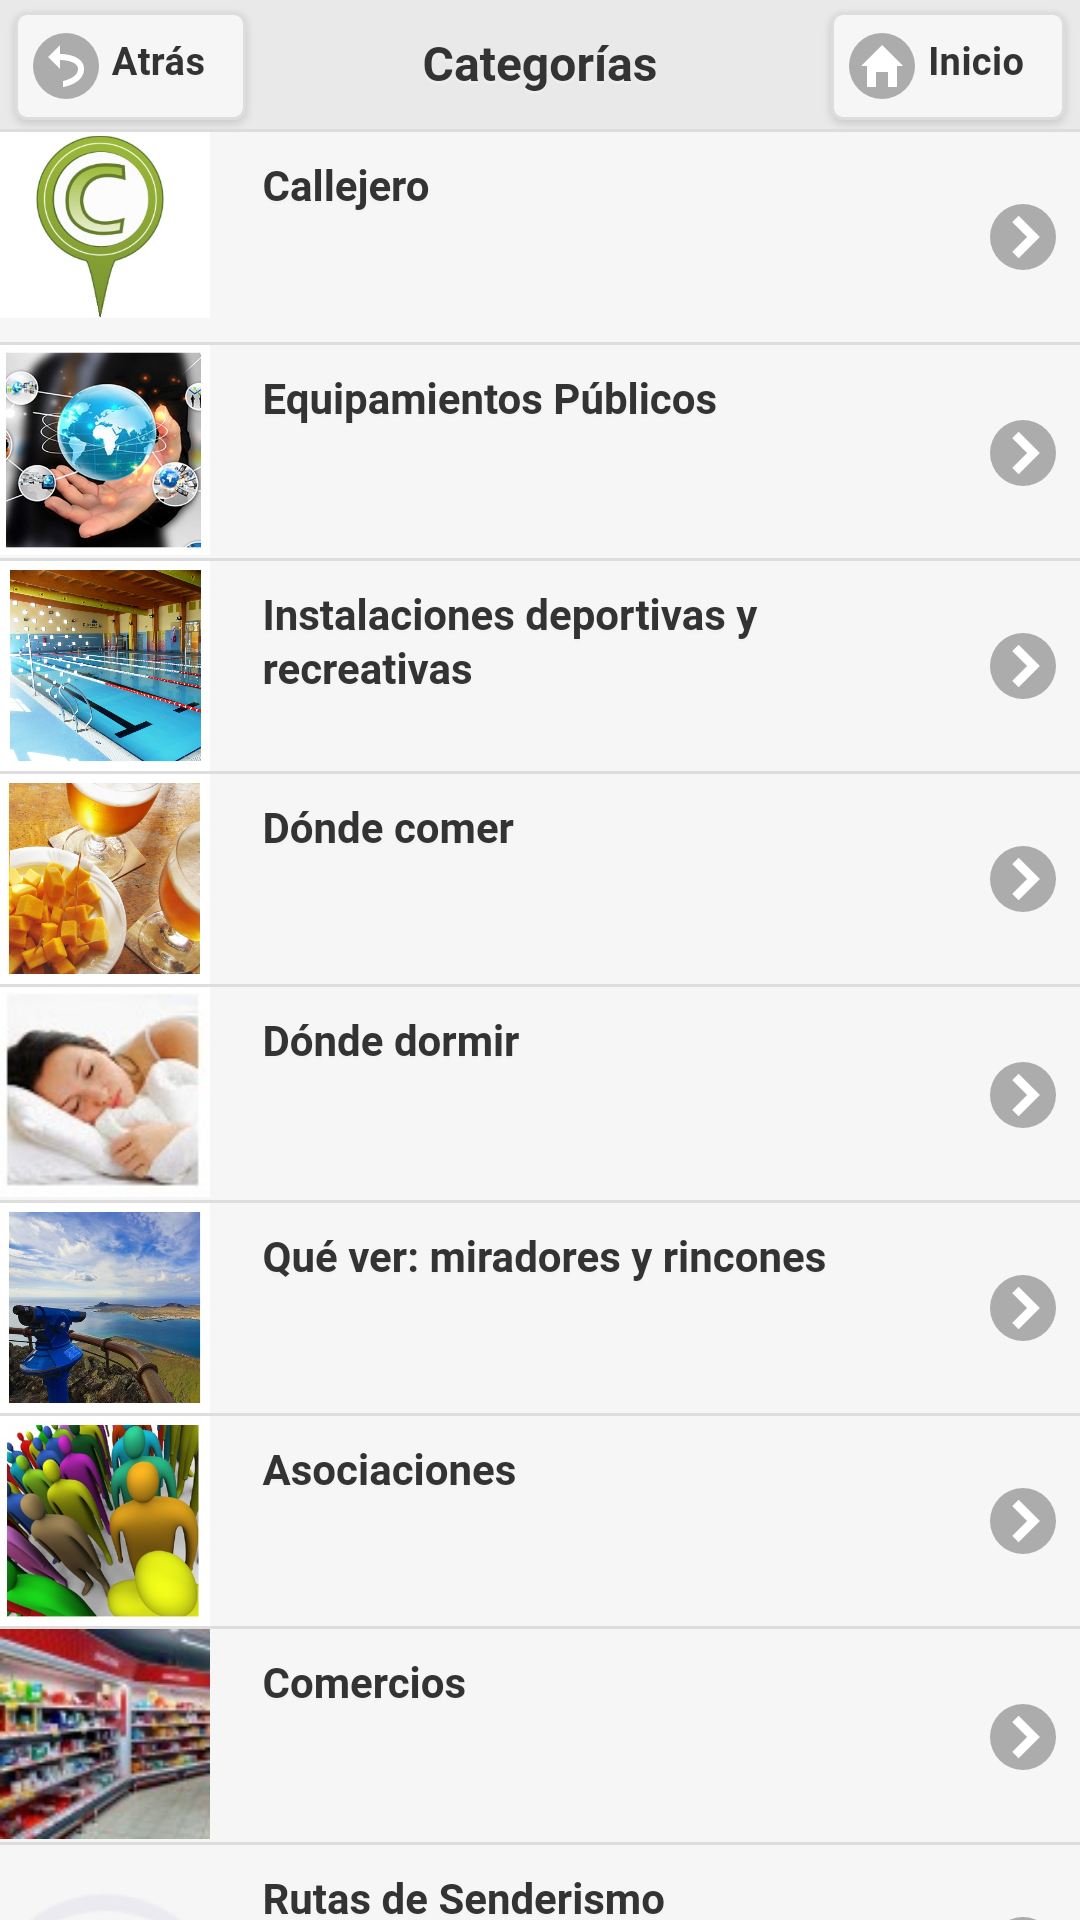 Atrás
Categorías
Inicio
C
Callejero
Equipamientos Públicos
Instalaciones deportivas y
recreativas
Dónde comer
Dónde dormir
Qué ver: miradores y rincones
Asociaciones
Comercios
Rutas de Senderismo